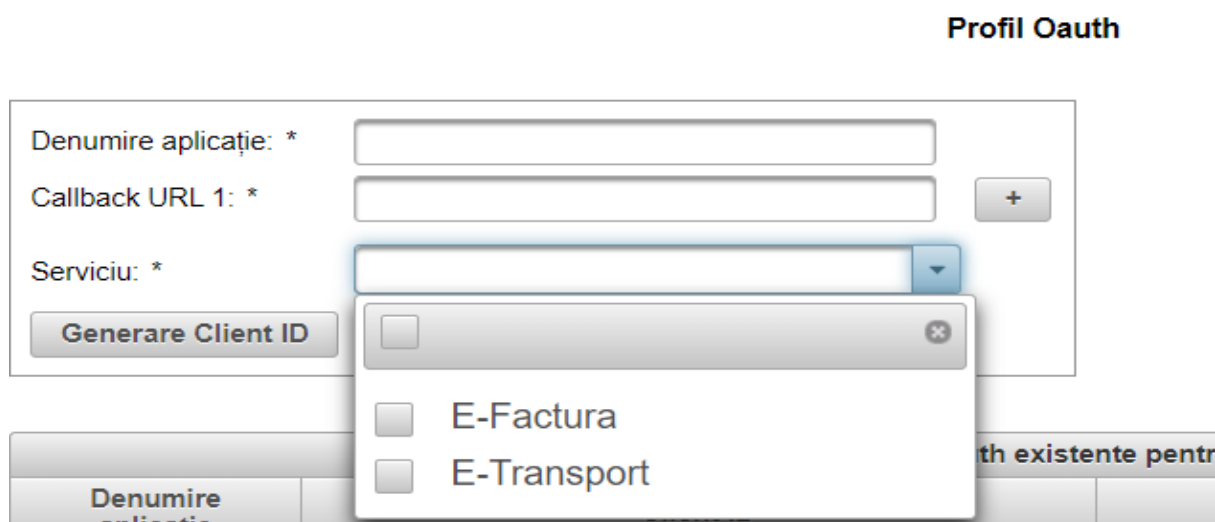 Profil Oauth
Denumire aplicație: *
Callback URL 1: *
+
Serviciu: *
Generare Client ID
E-Factura
E-Transport
th existente pentr
Denumire